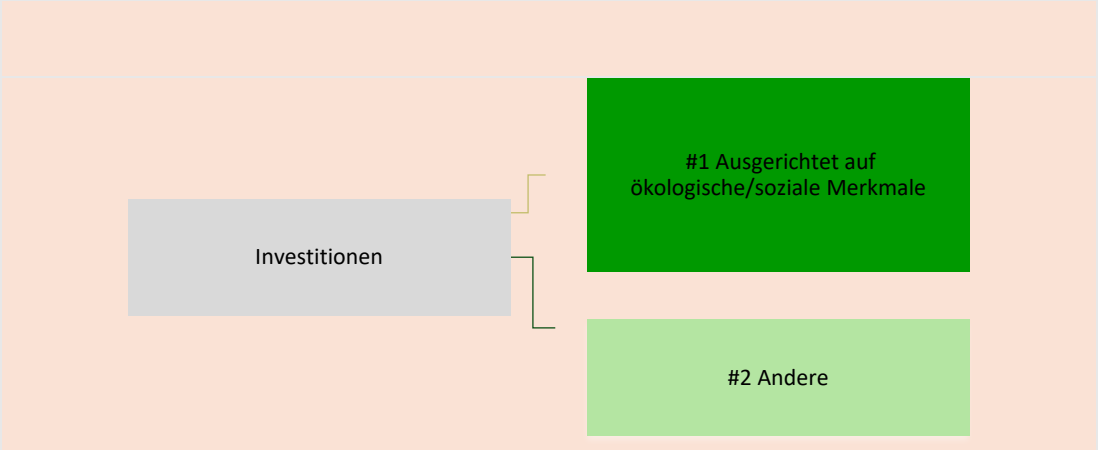 #1 Ausgerichtet auf
ökologische/soziale Merkmale
Investitionen
#2 Andere